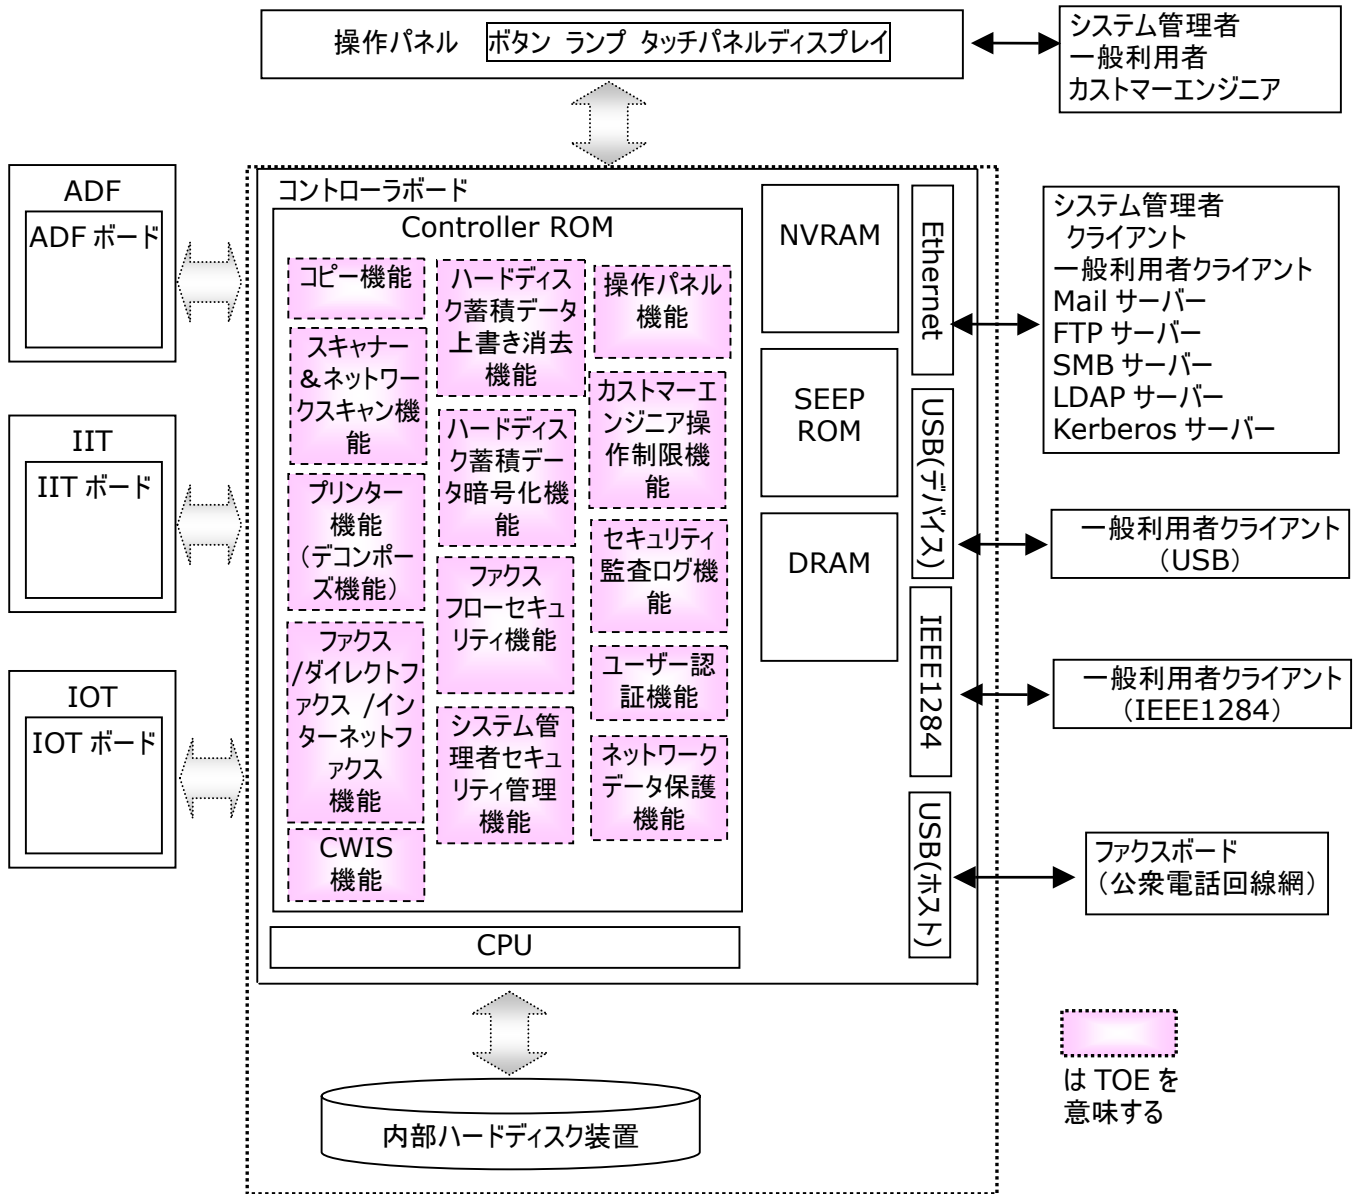 操作パネル ボタン ランプ タッチパネルディスプレイ
システム管理者
一般利用者
カストマーエンジニア
ADF
ADF ボード
IIT
IIT ボード
IOT
IOT ボード
コントローラボード
Controller ROM
コピー機能
スキャナー
&ネットワー
クスキャン機
能
プリンター
機能
(デコンポー
ズ機能)
ファクス
/ダイレクトフ
ァクス /イン
ターネットフ
ァクス
機能
CWIS
機能
ハードディス
ク蓄積データ
上書き消去
機能
ハードディス
ク蓄積デー
タ暗号化機
能
ファクス
フローセキュ
リティ機能
システム管
理者セキュ
リティ管理
機能
操作パネル
機能
カストマーエ
ンジニア操
作制限機
能
セキュリティ
監査ログ機
能
ユーザー認
証機能
ネットワーク
データ保護
機能
CPU
NVRAM
SEEP
ROM
DRAM
Ethernet
USB(デバイス)
IEEE1284
USB(ホスト)
システム管理者
クライアント
一般利用者クライアント
Mail サーバー
FTP サーバー
SMB サーバー
LDAP サーバー
Kerberos サーバー
一般利用者クライアント
(USB)
一般利用者クライアント
(IEEE1284)
ファクスボード
(公衆電話回線網)
内部ハードディスク装置
は TOE を
意味する